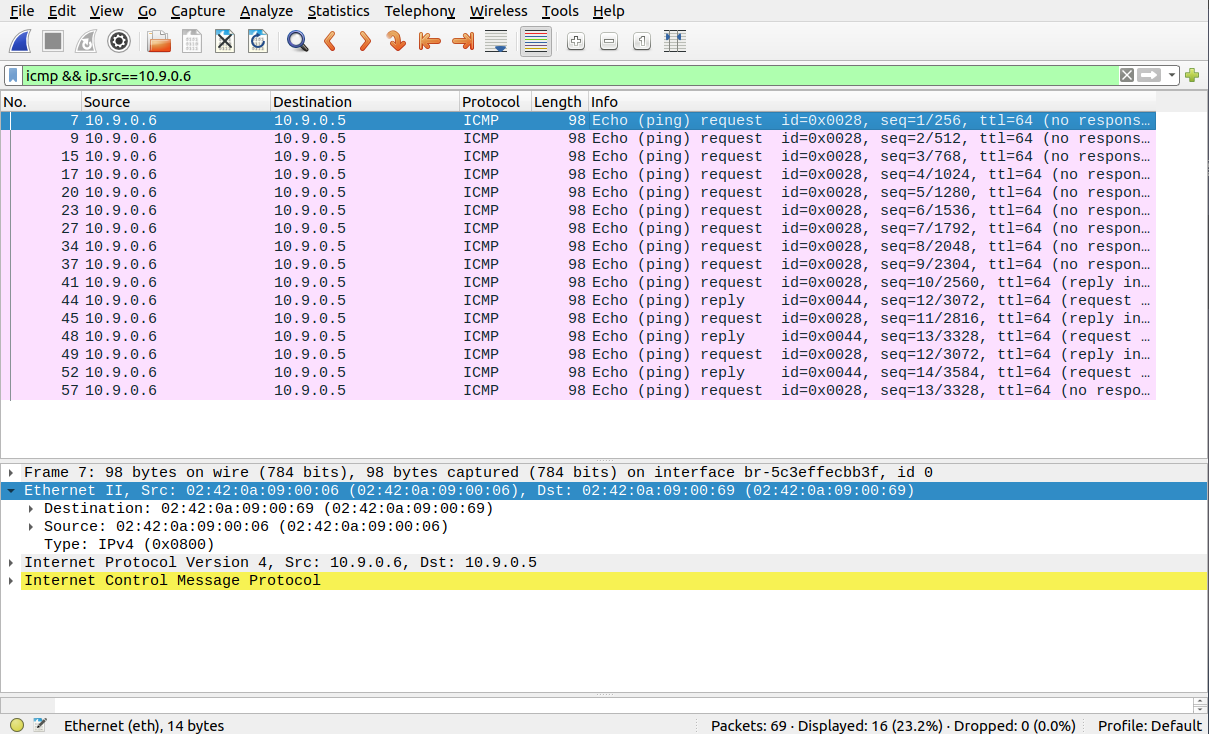 File Edit View Go Capture Analyze Statistics Telephony Wireless Tools Help
icmp && ip.src==10.9.0.6
No. Source Destination Protocol Length Info
7 10.9.0.6 10.9.0.5 ICMP 98 Echo (ping) request id=0x0028, seq=1/256, ttl=64 (no respons…
9 10.9.0.6 10.9.0.5 ICMP 98 Echo (ping) request id=0x0028, seq=2/512, ttl=64 (no respons…
15 10.9.0.6 10.9.0.5 ICMP 98 Echo (ping) request id=0x0028, seq=3/768, ttl=64 (no respons…
17 10.9.0.6 10.9.0.5 ICMP 98 Echo (ping) request id=0x0028, seq=4/1024, ttl=64 (no respon…
20 10.9.0.6 10.9.0.5 ICMP 98 Echo (ping) request id=0x0028, seq=5/1280, ttl=64 (no respon…
23 10.9.0.6 10.9.0.5 ICMP 98 Echo (ping) request id=0x0028, seq=6/1536, ttl=64 (no respon…
27 10.9.0.6 10.9.0.5 ICMP 98 Echo (ping) request id=0x0028, seq=7/1792, ttl=64 (no respon…
34 10.9.0.6 10.9.0.5 ICMP 98 Echo (ping) request id=0x0028, seq=8/2048, ttl=64 (no respon…
37 10.9.0.6 10.9.0.5 ICMP 98 Echo (ping) request id=0x0028, seq=9/2304, ttl=64 (no respon…
41 10.9.0.6 10.9.0.5 ICMP 98 Echo (ping) request id=0x0028, seq=10/2560, ttl=64 (reply in…
44 10.9.0.6 10.9.0.5 ICMP 98 Echo (ping) reply id=0x0044, seq=12/3072, ttl=64 (request …
45 10.9.0.6 10.9.0.5 ICMP 98 Echo (ping) request id=0x0028, seq=11/2816, ttl=64 (reply in…
48 10.9.0.6 10.9.0.5 ICMP 98 Echo (ping) reply id=0x0044, seq=13/3328, ttl=64 (request …
49 10.9.0.6 10.9.0.5 ICMP 98 Echo (ping) request id=0x0028, seq=12/3072, ttl=64 (reply in…
52 10.9.0.6 10.9.0.5 ICMP 98 Echo (ping) reply id=0x0044, seq=14/3584, ttl=64 (request …
57 10.9.0.6 10.9.0.5 ICMP 98 Echo (ping) request id=0x0028, seq=13/3328, ttl=64 (no respo…
Frame 7: 98 bytes on wire (784 bits), 98 bytes captured (784 bits) on interface br-5c3effecbb3f, id 0
Ethernet II, Src: 02:42:0a:09:00:06 (02:42:0a:09:00:06), Dst: 02:42:0a:09:00:69 (02:42:0a:09:00:69)
Destination: 02:42:0a:09:00:69 (02:42:0a:09:00:69)
Source: 02:42:0a:09:00:06 (02:42:0a:09:00:06)
Type: IPv4 (0x0800)
Internet Protocol Version 4, Src: 10.9.0.6, Dst: 10.9.0.5
Internet Control Message Protocol
Ethernet (eth), 14 bytes Packets: 69 · Displayed: 16 (23.2%) · Dropped: 0 (0.0%) Profile: Default